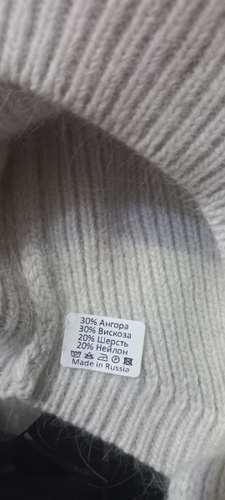 30% Ангора
30% Вискоза
20% Шерсть
20% Нейлон
Made in Russia